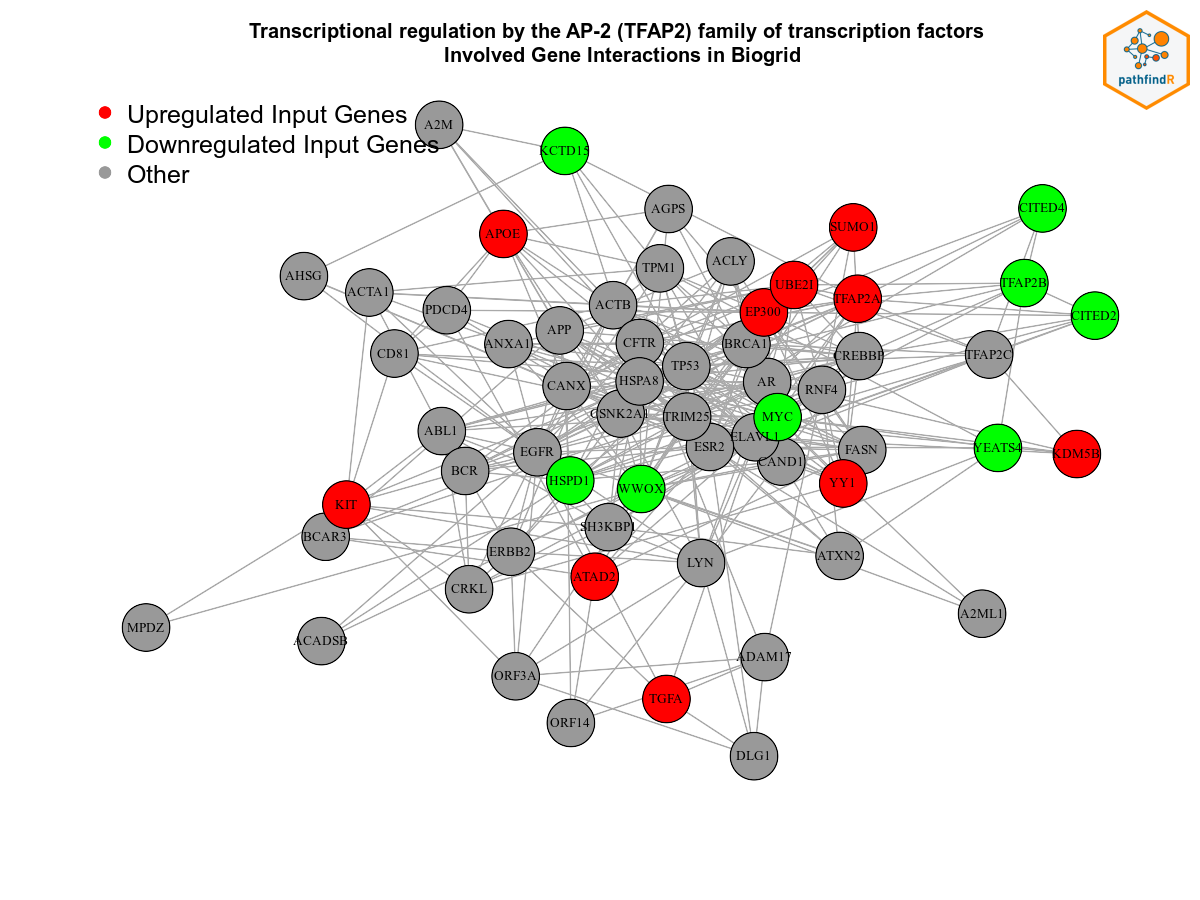 Transcriptional regulation by the AP-2 (TFAP2) family of transcription factors
Involved Gene Interactions in Biogrid
pathfindR
Upregulated Input Genes
Downregulated Input Genes
Other
A2M
KCTD15
AGPS
CITED4
SUMO1
APOE
AHSG
TPM1
ACLY
UBE2I
TFAP2B
ACTA1
TFAP2A
ACTB
EP300
PDCD4
CITED2
APP
ANXA1
CFTR
BRCA1
CD81
CREBBP
TFAP2C
TP53
HSPA8
AR
CANX
RNF4
CSNK2A1
TRIM25
MYC
ABL1
ELAVL1
ESR2
YEATS4
EGFR
FASN
KDM5B
CAND1
BCR
HSPD1
WWOX
YY1
KIT
SH3KBP1
BCAR3
ERBB2
ATXN2
LYN
ATAD2
CRKL
A2ML1
MPDZ
ACADSB
ADAM17
ORF3A
TGFA
ORF14
DLG1